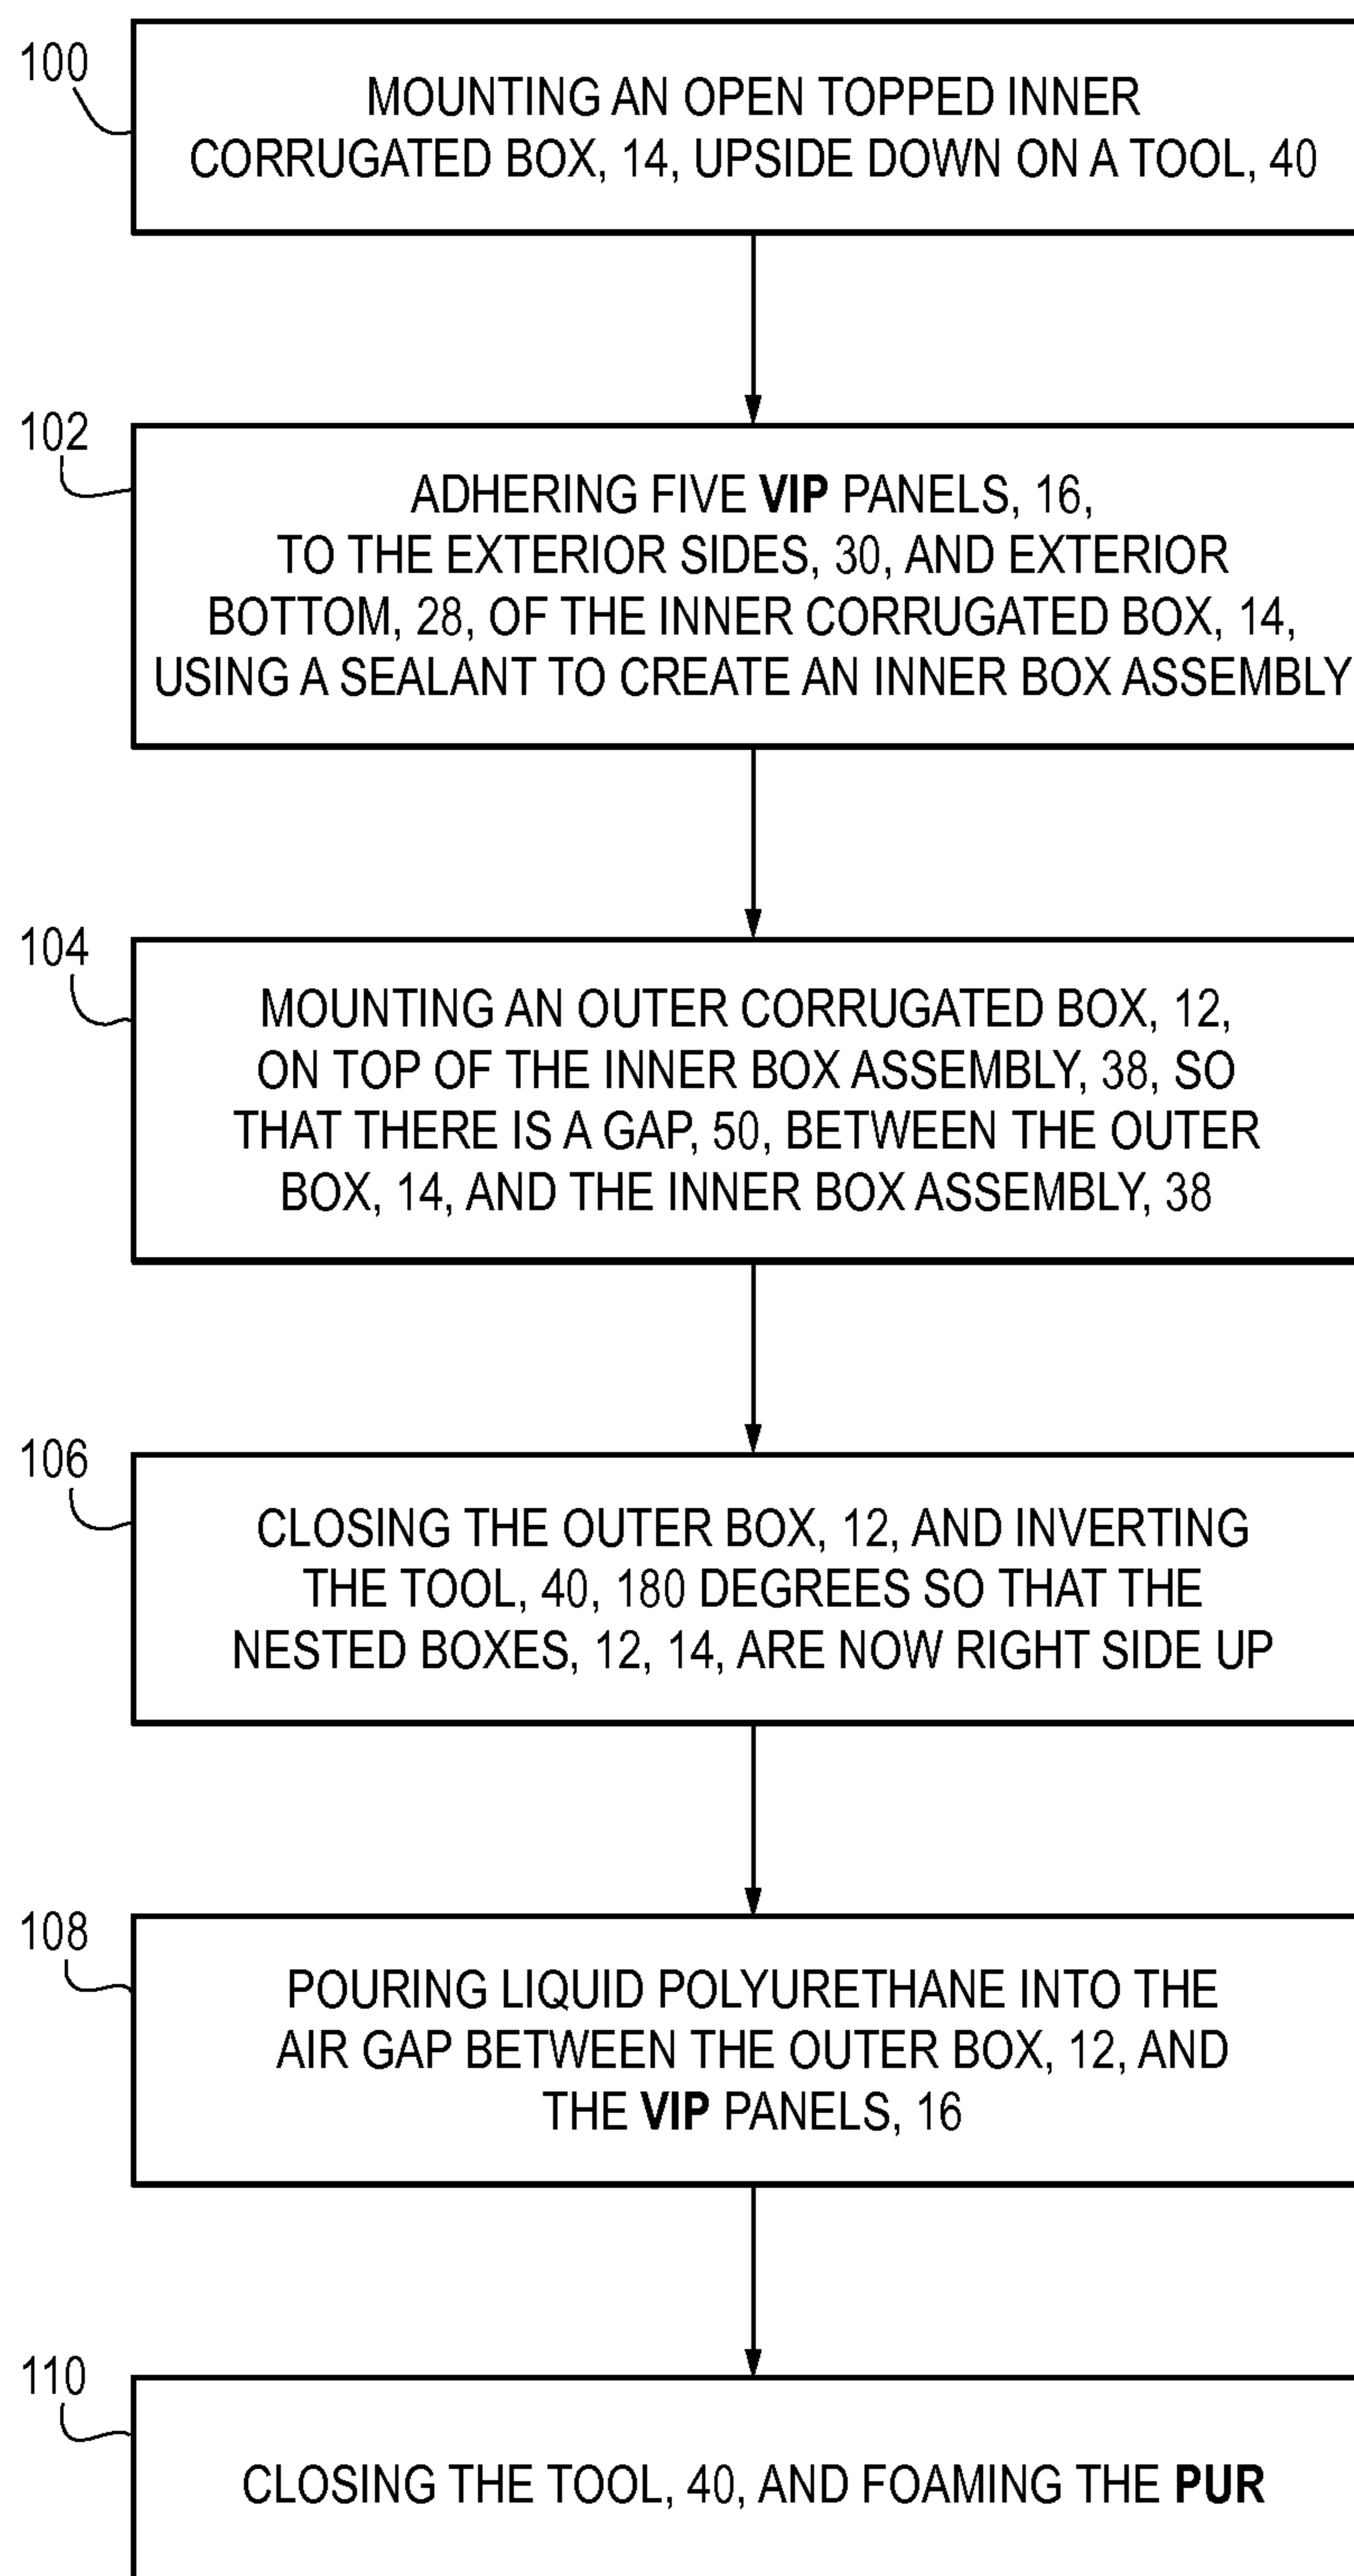 100
MOUNTING AN OPEN TOPPED INNER
CORRUGATED BOX, 14, UPSIDE DOWN ON A TOOL, 40
102
ADHERING FIVE VIP PANELS, 16,
TO THE EXTERIOR SIDES, 30, AND EXTERIOR
BOTTOM, 28, OF THE INNER CORRUGATED BOX, 14,
USING A SEALANT TO CREATE AN INNER BOX ASSEMBLY
104
MOUNTING AN OUTER CORRUGATED BOX, 12,
ON TOP OF THE INNER BOX ASSEMBLY, 38, SO
THAT THERE IS A GAP, 50, BETWEEN THE OUTER
BOX, 14, AND THE INNER BOX ASSEMBLY, 38
106
CLOSING THE OUTER BOX, 12, AND INVERTING
THE TOOL, 40, 180 DEGREES SO THAT THE
NESTED BOXES, 12, 14, ARE NOW RIGHT SIDE UP
108
POURING LIQUID POLYURETHANE INTO THE
AIR GAP BETWEEN THE OUTER BOX, 12, AND
THE VIP PANELS, 16
110
CLOSING THE TOOL, 40, AND FOAMING THE PUR